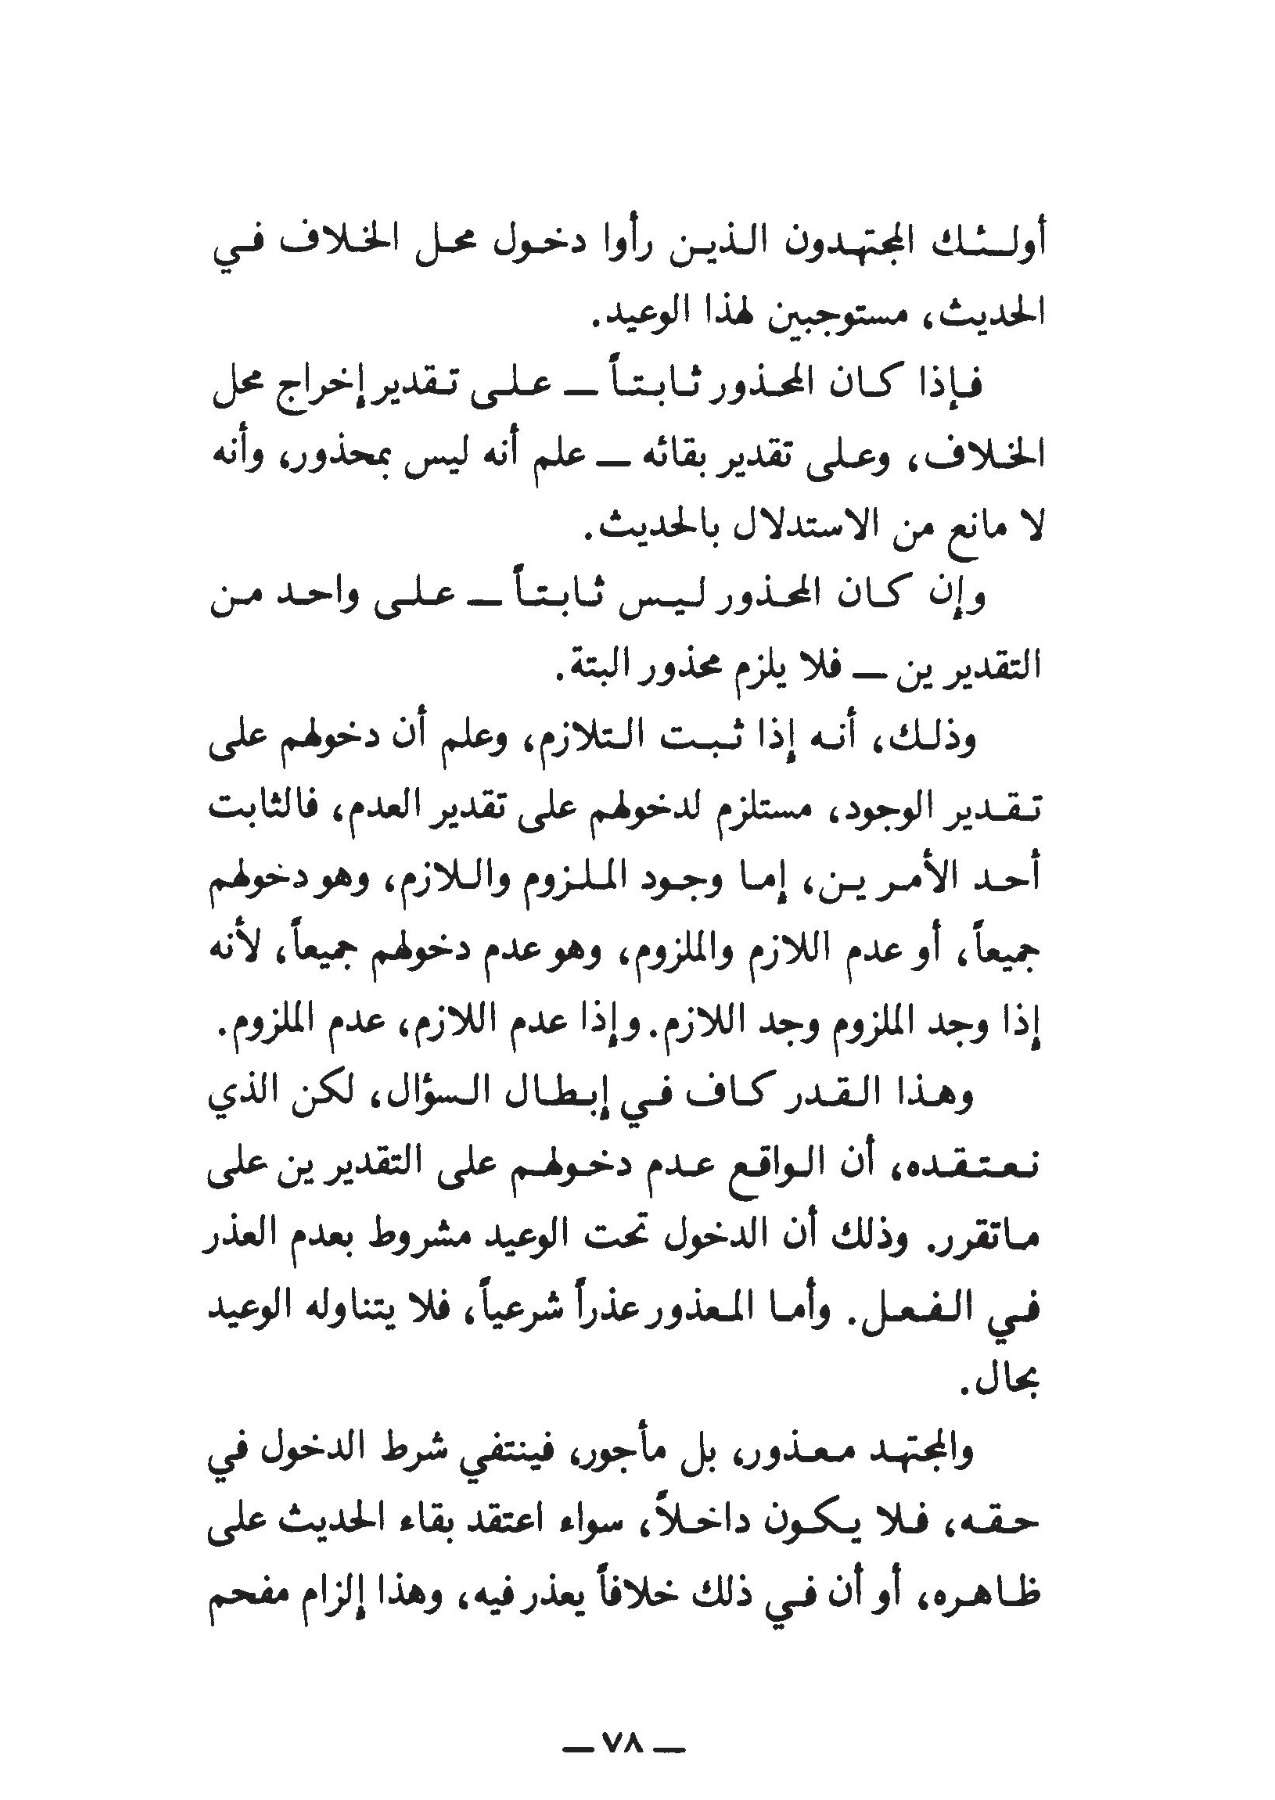 أولئك المجتهدون الذين رأوا دخول محل الخلاف في
الحديث، مستوجبين لهذا الوعيد.
فإذا كان المحذور ثابتاً — على تقدير إخراج محل
الخلاف، وعلى تقدير بقائه — علم أنه ليس بمحذور، وأنه
لا مانع من الاستدلال بالحديث.
وإن كان المحذور ليس ثابتاً — على واحد من
التقديرين — فلا يلزم محذور البتة.
وذلك، أنه إذا ثبت التلازم، وعلم أن دخولهم على
تقدير الوجود، مستلزم لدخولهم على تقدير العدم، فالثابت
أحد الأمرين، إما وجود الملزوم واللازم، وهو دخولهم
جميعاً، أو عدم اللازم والملزوم، وهو عدم دخولهم جميعاً، لأنه
إذا وجد الملزوم وجد اللازم. وإذا عدم اللازم، عدم الملزوم.
وهذا القدر كاف في إبطال السؤال، لكن الذي
نعتقده، أن الواقع عدم دخولهم على التقديرين على
ماتقرر. وذلك أن الدخول تحت الوعيد مشروط بعدم العذر
في الفعل. وأما المعذور عذراً شرعياً، فلا يتناوله الوعيد
بحال.
والمجتهد معذور، بل مأجور، فينتفي شرط الدخول في
حقه، فلا يكون داخلاً، سواء اعتقد بقاء الحديث على
ظاهره، أو أن في ذلك خلافاً يعذر فيه، وهذا إلزام مفحم
— ٧٨ —